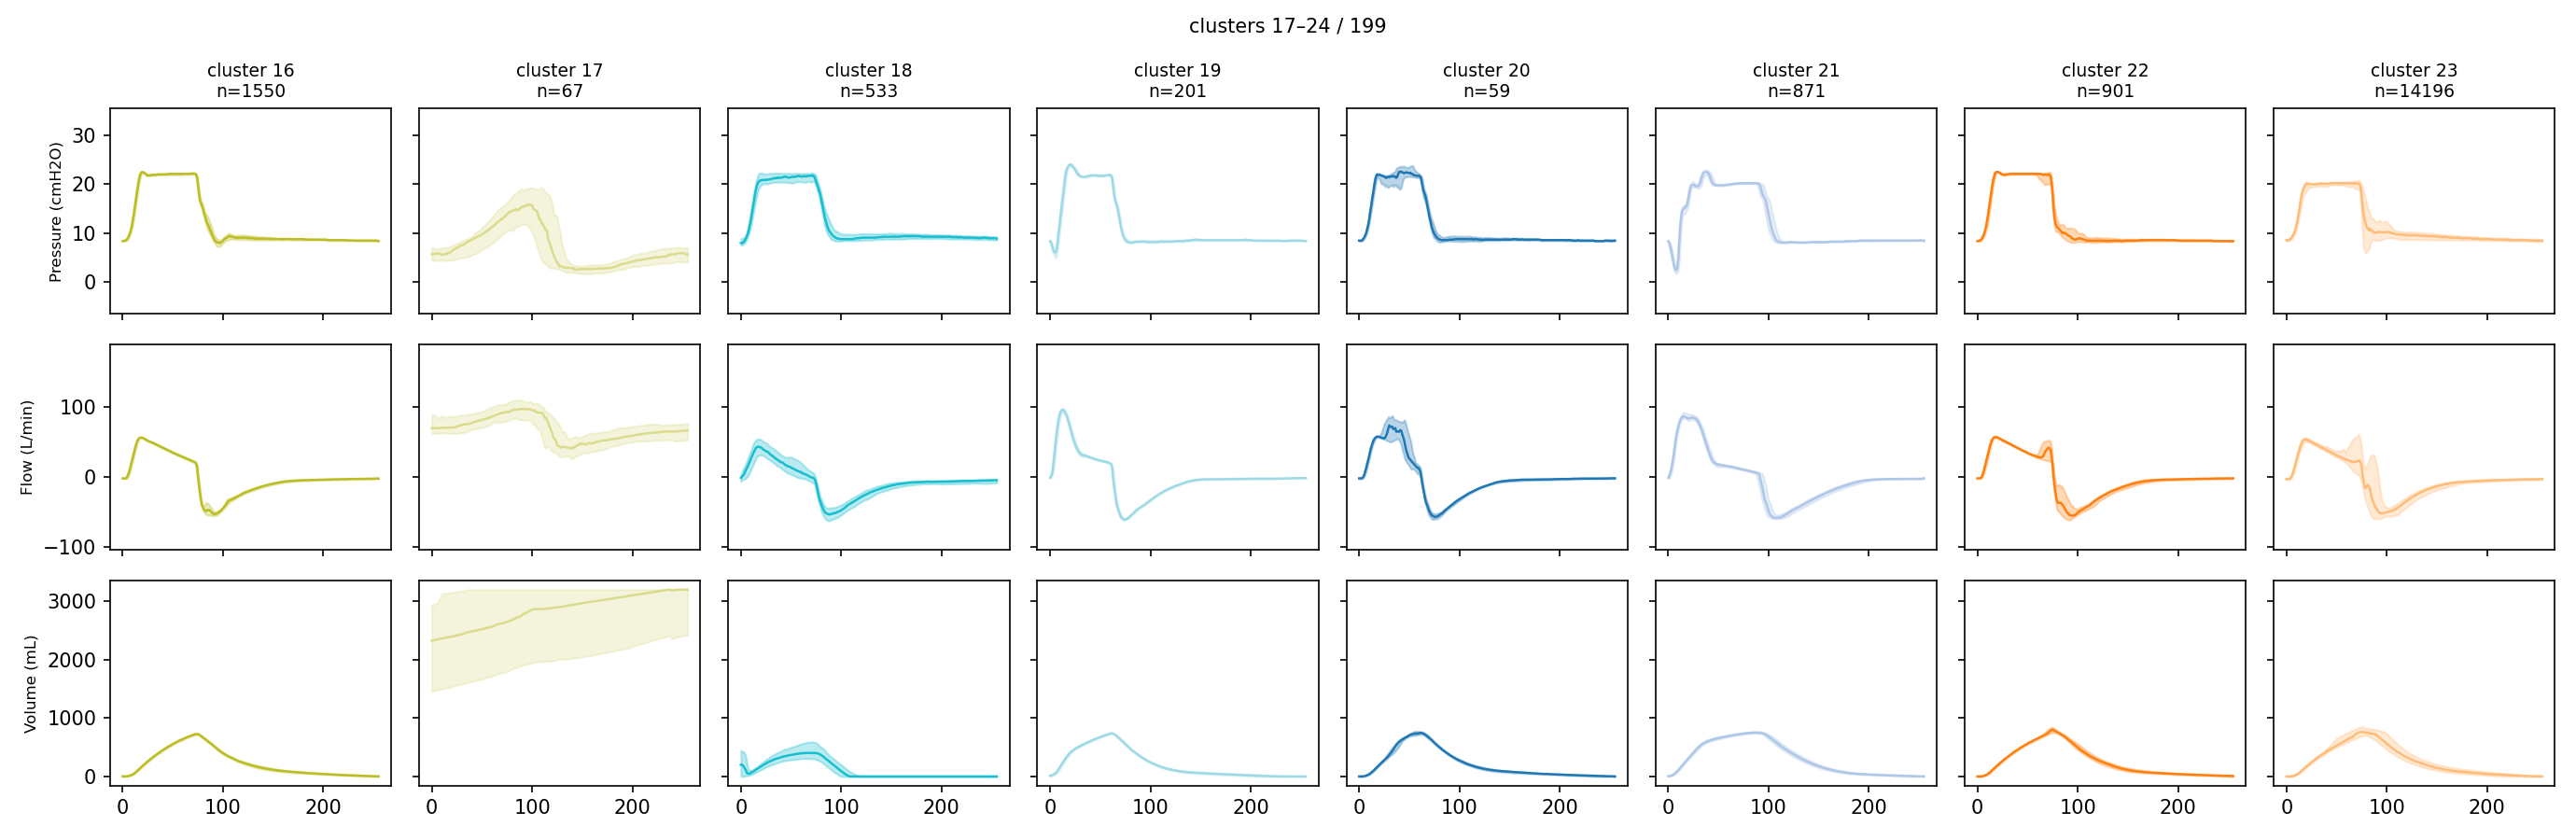 clusters 17–24 / 199
cluster 16
n=1550
cluster 17
n=67
cluster 18
n=533
cluster 19
n=201
cluster 20
n=59
cluster 21
n=871
cluster 22
n=901
cluster 23
n=14196
Pressure (cmH2O)
30
20
10
0
Flow (L/min)
100
0
−100
Volume (mL)
3000
2000
1000
0
0 100 200 0 100 200 0 100 200 0 100 200 0 100 200 0 100 200 0 100 200 0 100 200